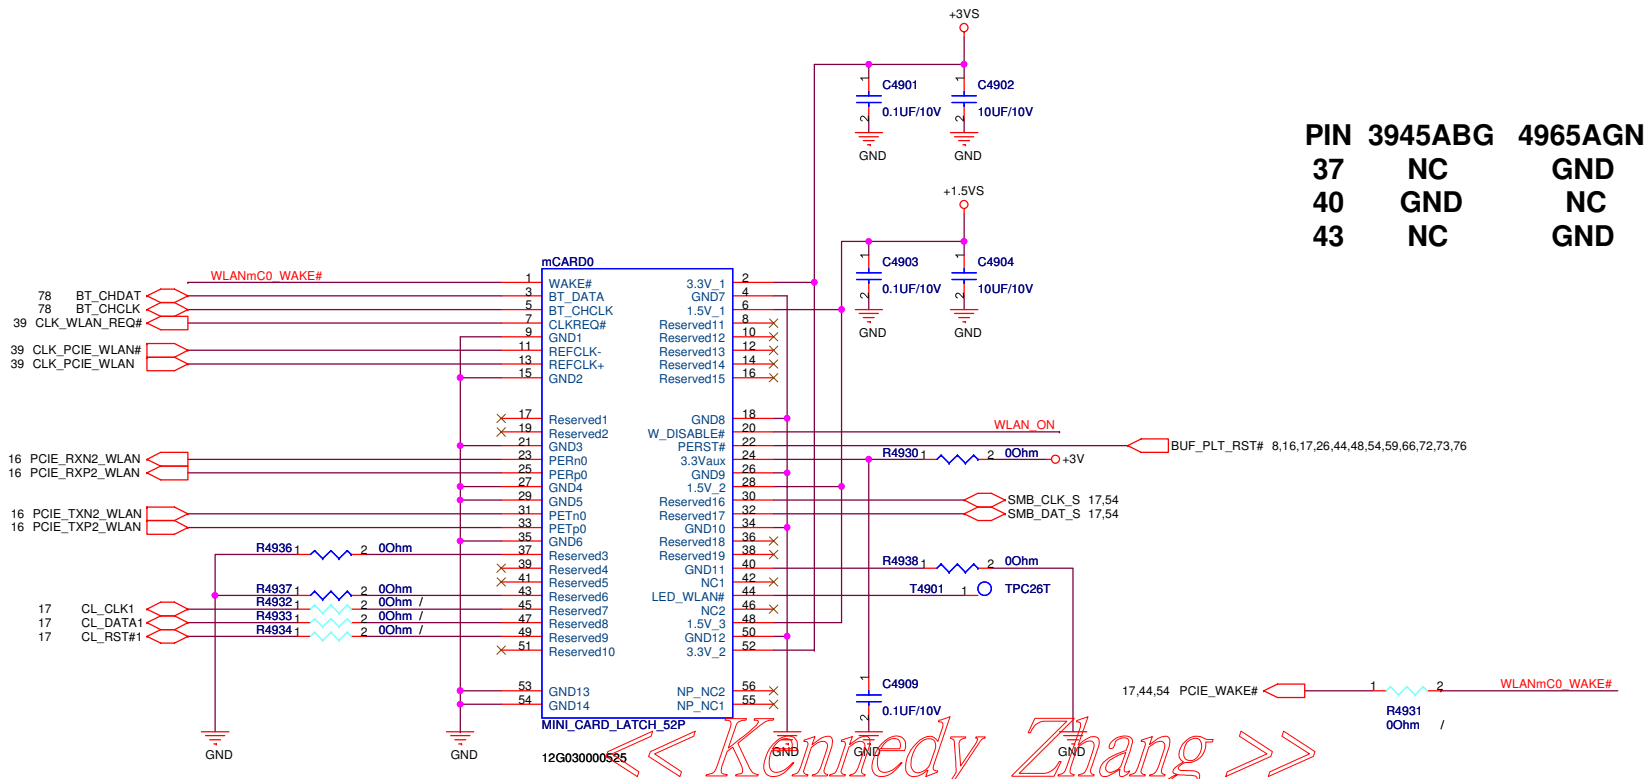 +3VS
1 C4901 1 C4902
2 0.1UF/10V 2 10UF/10V
GND GND
PIN 3945ABG 4965AGN
37 NC GND
40 GND NC
43 NC GND
+1.5VS
1 C4903 1 C4904
2 0.1UF/10V 2 10UF/10V
GND GND
mCARD0
WLANmC0_WAKE# 1 WAKE# 3.3V_1 2
78 BT_CHDAT 3 BT_DATA GND7 4
78 BT_CHCLK 5 BT_CHCLK 1.5V_1 6
39 CLK_WLAN_REQ# 7 CLKREQ# Reserved11 8
9 GND1 Reserved12 10
39 CLK_PCIE_WLAN# 11 REFCLK- Reserved13 12
39 CLK_PCIE_WLAN 13 REFCLK+ Reserved14 14
15 GND2 Reserved15 16
17 Reserved1 GND8 18
19 Reserved2 W_DISABLE# 20 WLAN_ON
21 GND3 PERST# 22 BUF_PLT_RST# 8,16,17,26,44,48,54,59,66,72,73,76
16 PCIE_RXN2_WLAN 23 PERn0 3.3Vaux 24 R4930 1 2 0Ohm +3V
16 PCIE_RXP2_WLAN 25 PERp0 GND9 26
27 GND4 1.5V_2 28
29 GND5 Reserved16 30 SMB_CLK_S 17,54
16 PCIE_TXN2_WLAN 31 PETn0 Reserved17 32 SMB_DAT_S 17,54
16 PCIE_TXP2_WLAN 33 PETp0 GND10 34
35 GND6 Reserved18 36
R4936 1 2 0Ohm 37 Reserved3 Reserved19 38
39 Reserved4 GND11 40 R4938 1 2 0Ohm
41 Reserved5 NC1 42
R4937 1 2 0Ohm 43 Reserved6 LED_WLAN# 44 T4901 1 TPC26T
17 CL_CLK1 R4932 1 2 0Ohm / 45 Reserved7 NC2 46
17 CL_DATA1 R4933 1 2 0Ohm / 47 Reserved8 1.5V_3 48
17 CL_RST#1 R4934 1 2 0Ohm / 49 Reserved9 GND12 50
51 Reserved10 3.3V_2 52
53 GND13 NP_NC2 56
54 GND14 NP_NC1 55
MINI_CARD_LATCH_52P
12G030000525
1 C4909
2 0.1UF/10V
17,44,54 PCIE_WAKE# 1 2 WLANmC0_WAKE#
R4931
0Ohm /
GND GND GND GND GND
<< Kennedy Zhang >>